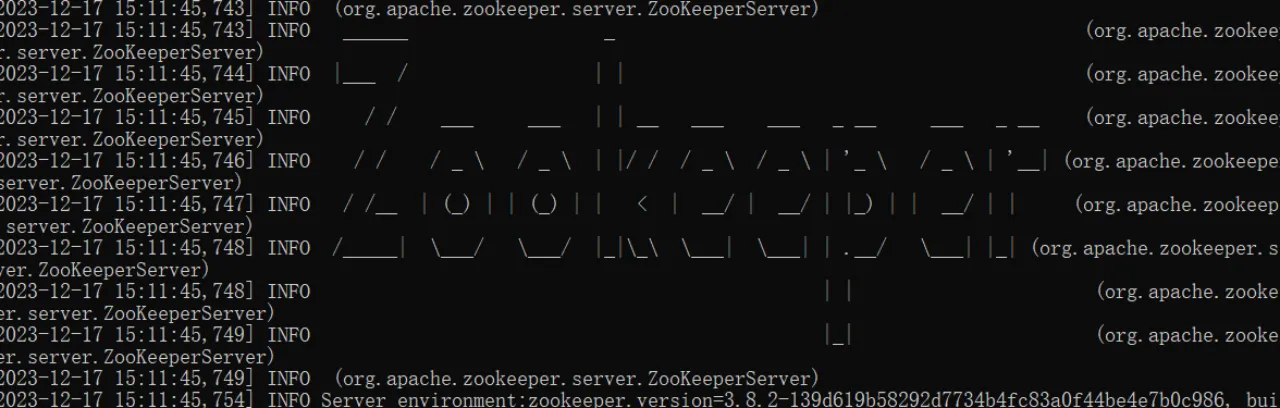 2023-12-17 15:11:45,743] INFO  (org.apache.zookeeper.server.ZooKeeperServer)
2023-12-17 15:11:45,743] INFO   ______                  _                                          (org.apache.zookee
r.server.ZooKeeperServer)
2023-12-17 15:11:45,744] INFO  |___  /                 | |                                         (org.apache.zookee
r.server.ZooKeeperServer)
2023-12-17 15:11:45,745] INFO     / /    ___     ___   | | __   ___    ___   _ __     ___   _ __   (org.apache.zookee
r.server.ZooKeeperServer)
2023-12-17 15:11:45,746] INFO    / /    / _ \   / _ \  | |/ /  / _ \  / _ \ | '_ \   / _ \ | '__| (org.apache.zookeepe
server.ZooKeeperServer)
2023-12-17 15:11:45,747] INFO   / /__  | (_) | | (_) | |   <  |  __/ |  __/ | |_) | |  __/ | |    (org.apache.zookeep
.server.ZooKeeperServer)
2023-12-17 15:11:45,748] INFO  /_____|  \___/   \___/  |_|\_\  \___|  \___| | .__/   \___| |_| (org.apache.zookeeper.s
ver.ZooKeeperServer)
2023-12-17 15:11:45,748] INFO                                               | |                     (org.apache.zooke
er.server.ZooKeeperServer)
2023-12-17 15:11:45,749] INFO                                               |_|                     (org.apache.zooke
er.server.ZooKeeperServer)
2023-12-17 15:11:45,749] INFO  (org.apache.zookeeper.server.ZooKeeperServer)
2023-12-17 15:11:45,754] INFO Server environment:zookeeper.version=3.8.2-139d619b58292d7734b4fc83a0f44be4e7b0c986, bui